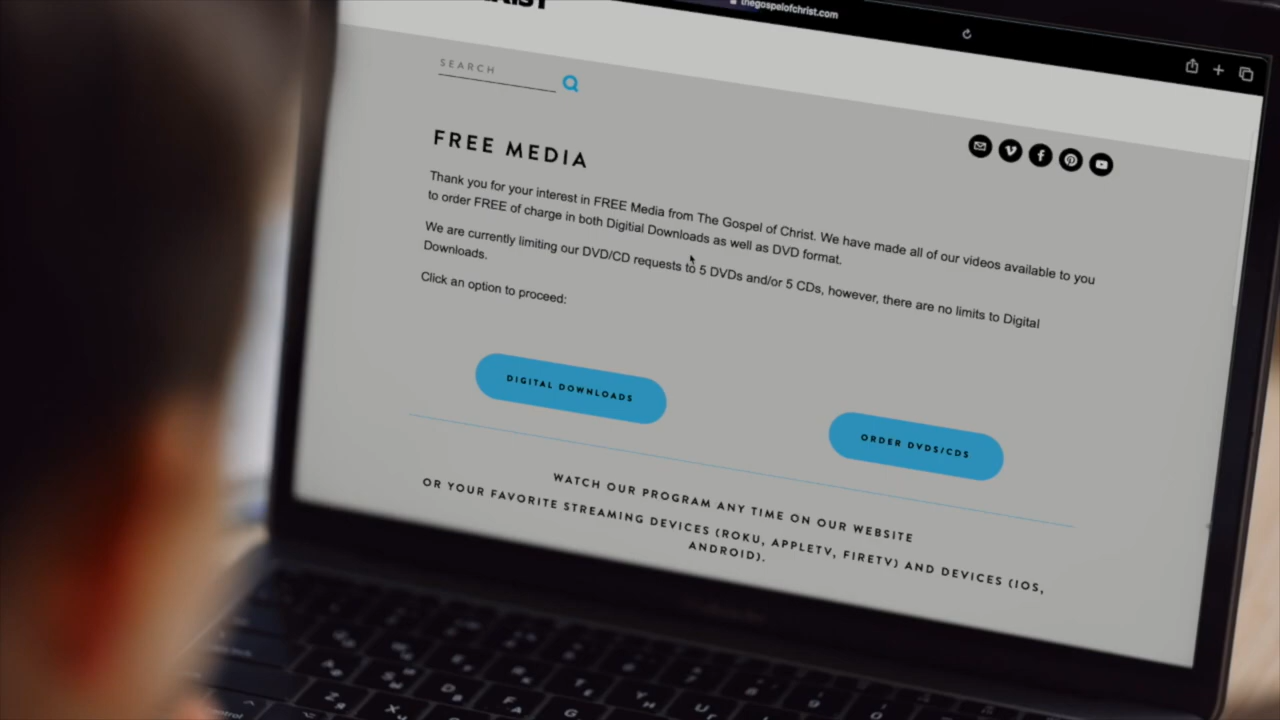 thegospelofchrist.com
SEARCH
FREE MEDIA
Thank you for your interest in FREE Media from The Gospel of Christ. We have made all of our videos available to you
to order FREE of charge in both Digitial Downloads as well as DVD format.
We are currently limiting our DVD/CD requests to 5 DVDs and/or 5 CDs, however, there are no limits to Digital
Downloads.
Click an option to proceed:
DIGITAL DOWNLOADS
ORDER DVDS/CDS
WATCH OUR PROGRAM ANY TIME ON OUR WEBSITE
OR YOUR FAVORITE STREAMING DEVICES (ROKU, APPLETV, FIRETV) AND DEVICES (IOS,
ANDROID).